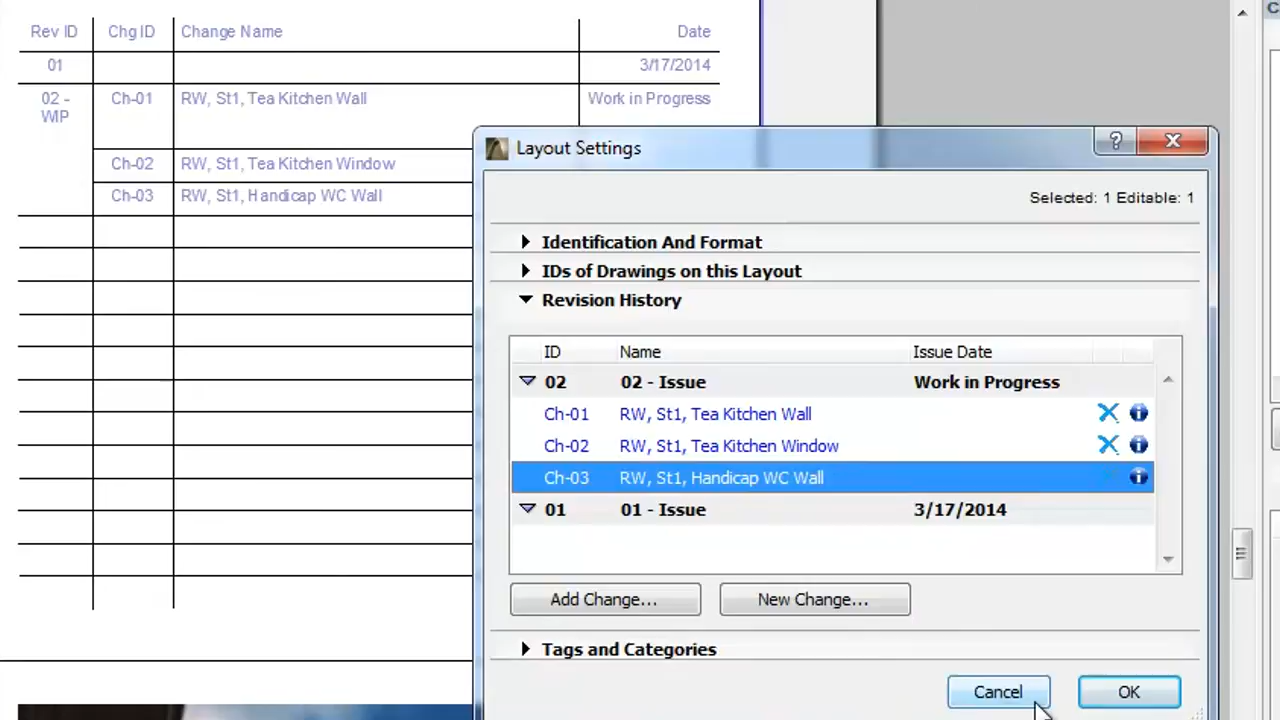 Rev ID Chg ID Change Name Date
01 3/17/2014
02 - Ch-01 RW, St1, Tea Kitchen Wall Work in Progress
WIP
Ch-02 RW, St1, Tea Kitchen Window
Ch-03 RW, St1, Handicap WC Wall
Layout Settings
Selected: 1 Editable: 1
Identification And Format
IDs of Drawings on this Layout
Revision History
ID Name Issue Date
02 02 - Issue Work in Progress
Ch-01 RW, St1, Tea Kitchen Wall
Ch-02 RW, St1, Tea Kitchen Window
Ch-03 RW, St1, Handicap WC Wall
01 01 - Issue 3/17/2014
Add Change... New Change...
Tags and Categories
Cancel OK